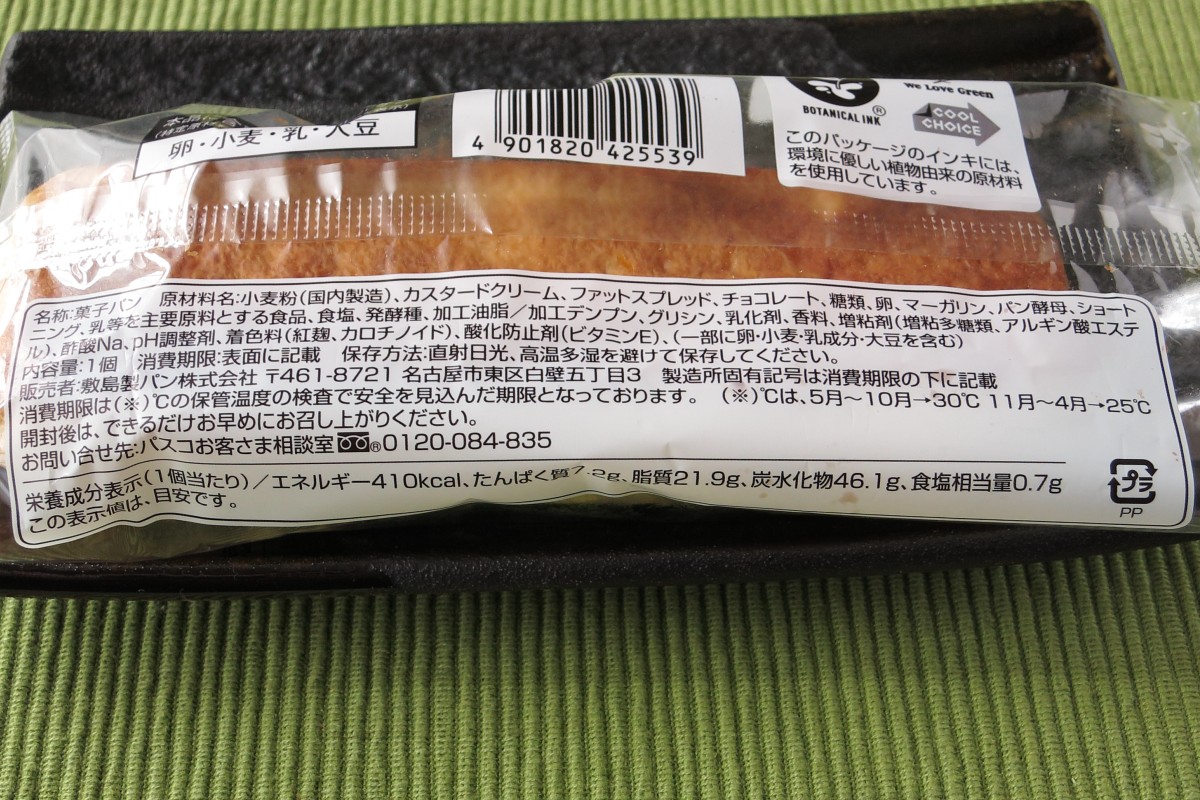 卵・小麦・乳・大豆
4 901820 425539
BOTANICAL INK®
We Love Green
COOL CHOICE
このパッケージのインキには、
環境に優しい植物由来の原材料
を使用しています。
名称:菓子パン　原材料名:小麦粉(国内製造)、カスタードクリーム、ファットスプレッド、チョコレート、糖類、卵、マーガリン、パン酵母、ショート
ニング、乳等を主要原料とする食品、食塩、発酵種、加工油脂/加工デンプン、グリシン、乳化剤、香料、増粘剤(増粘多糖類、アルギン酸エステ
ル)、酢酸Na、pH調整剤、着色料(紅麹、カロチノイド)、酸化防止剤(ビタミンE)、(一部に卵・小麦・乳成分・大豆を含む)
内容量:1個　消費期限:表面に記載　保存方法:直射日光、高温多湿を避けて保存してください。
販売者:敷島製パン株式会社 〒461-8721 名古屋市東区白壁五丁目3　製造所固有記号は消費期限の下に記載
消費期限は(※)℃の保管温度の検査で安全を見込んだ期限となっております。　(※)℃は、5月～10月→30℃ 11月～4月→25℃
開封後は、できるだけお早めにお召し上がりください。
お問い合せ先:パスコお客さま相談室 ®0120-084-835
栄養成分表示(1個当たり)/エネルギー410kcal、たんぱく質7.2g、脂質21.9g、炭水化物46.1g、食塩相当量0.7g
この表示値は、目安です。
プラ
PP